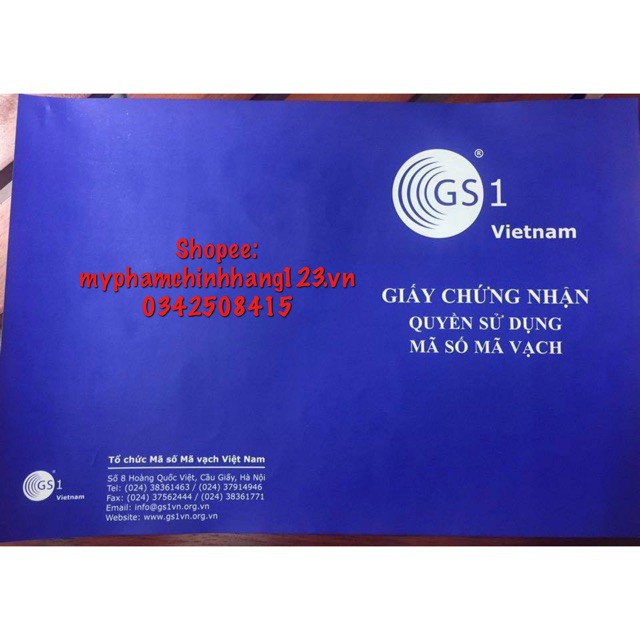 GS1
®
Vietnam
Shopee:
myphamchinhhang123.vn
0342508415
GIẤY CHỨNG NHẬN
QUYỀN SỬ DỤNG
MÃ SỐ MÃ VẠCH
Tổ chức Mã số Mã vạch Việt Nam
Số 8 Hoàng Quốc Việt, Cầu Giấy, Hà Nội
Tel: (024) 38361463 / (024) 37914946
Fax: (024) 37562444 / (024) 38361771
Email: info@gs1vn.org.vn
Website: www.gs1vn.org.vn
GS1
®
Vietnam